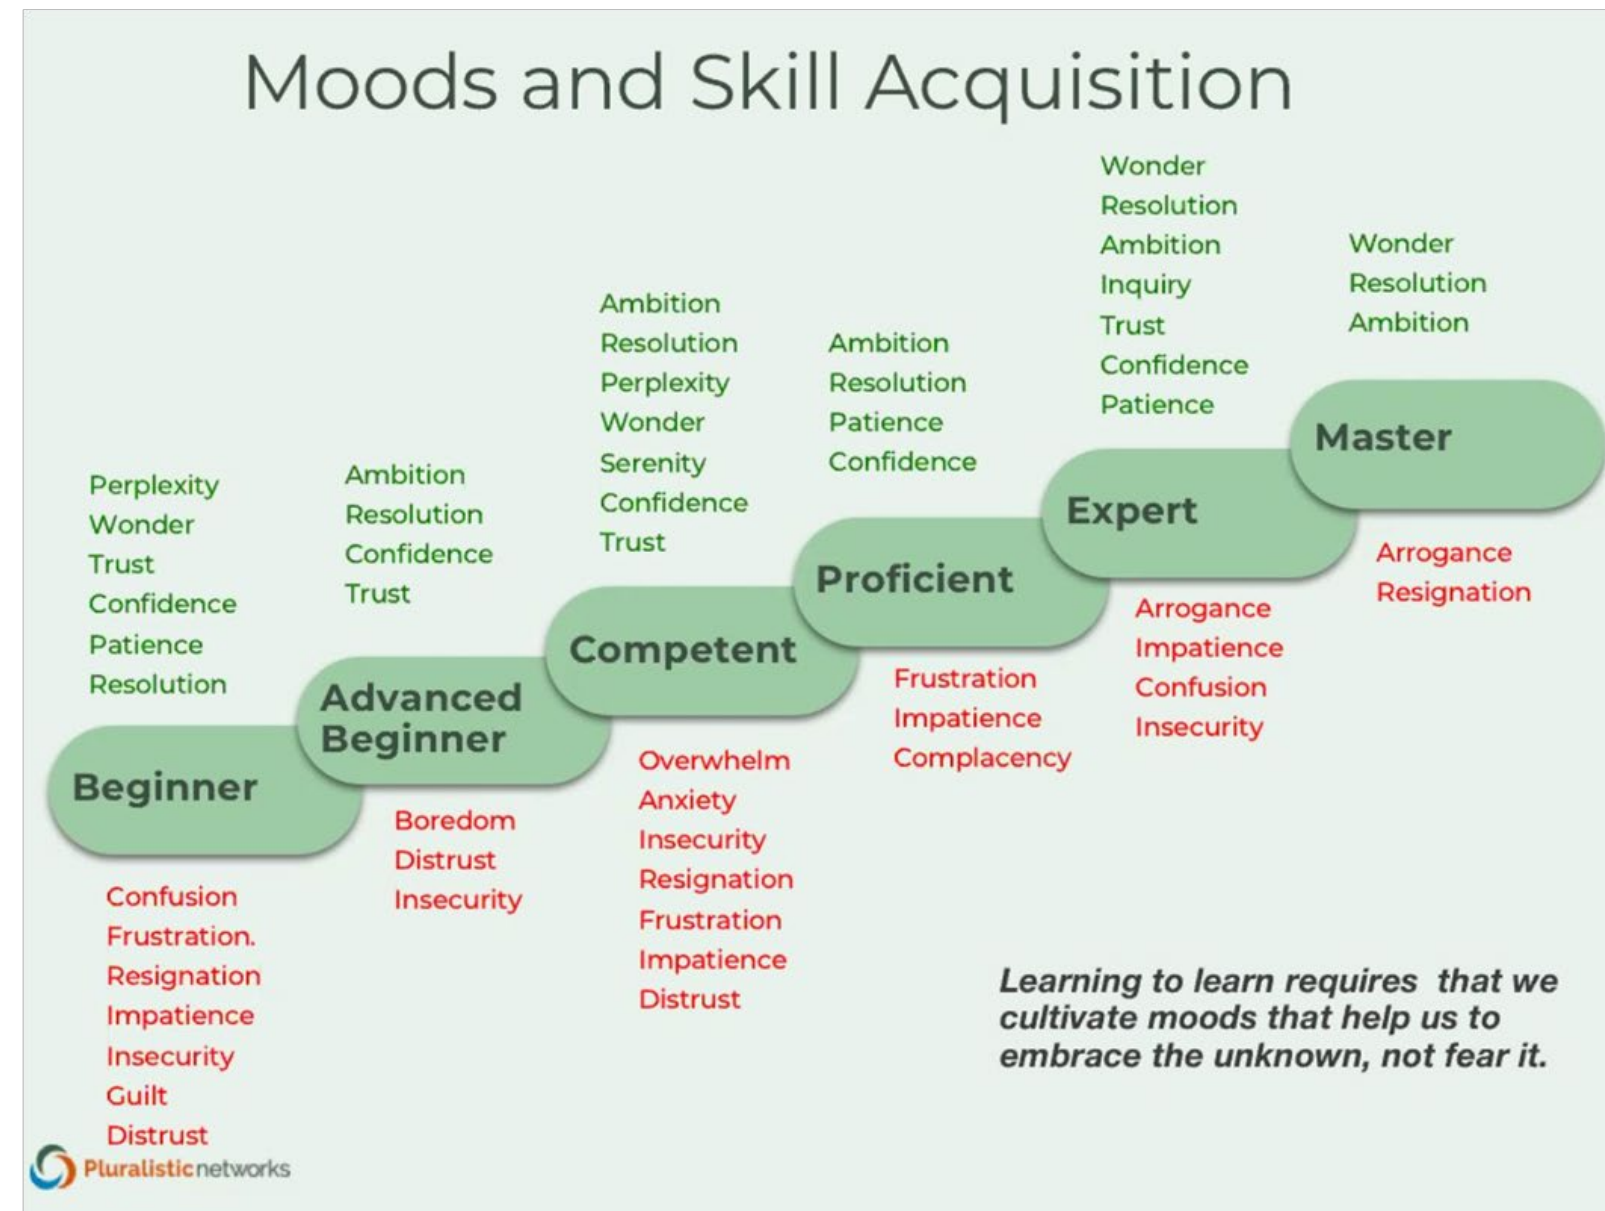 Moods and Skill Acquisition
Perplexity
Wonder
Trust
Confidence
Patience
Resolution
Beginner
Confusion
Frustration.
Resignation
Impatience
Insecurity
Guilt
Distrust
Ambition
Resolution
Confidence
Trust
Advanced
Beginner
Boredom
Distrust
Insecurity
Ambition
Resolution
Perplexity
Wonder
Serenity
Confidence
Trust
Competent
Overwhelm
Anxiety
Insecurity
Resignation
Frustration
Impatience
Distrust
Ambition
Resolution
Patience
Confidence
Proficient
Frustration
Impatience
Complacency
Wonder
Resolution
Ambition
Inquiry
Trust
Confidence
Patience
Expert
Arrogance
Impatience
Confusion
Insecurity
Wonder
Resolution
Ambition
Master
Arrogance
Resignation
Learning to learn requires that we
cultivate moods that help us to
embrace the unknown, not fear it.
Pluralistic networks